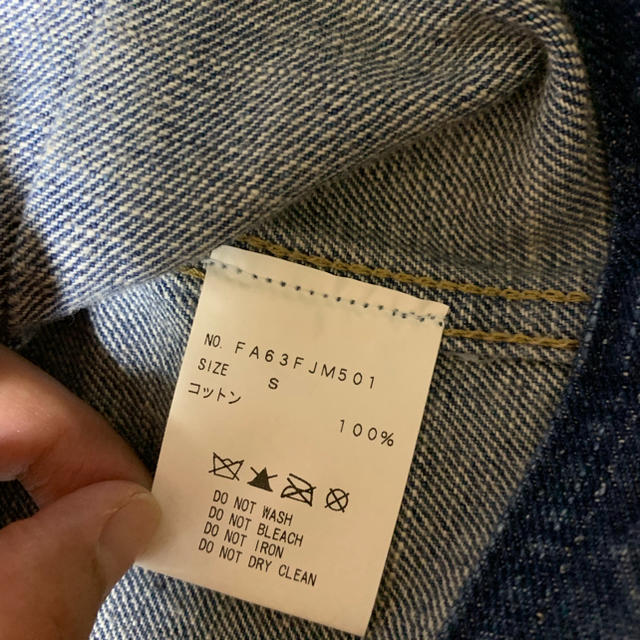 NO. FA63FJM501
SIZE S
コットン
100%
DO NOT WASH
DO NOT BLEACH
DO NOT IRON
DO NOT DRY CLEAN